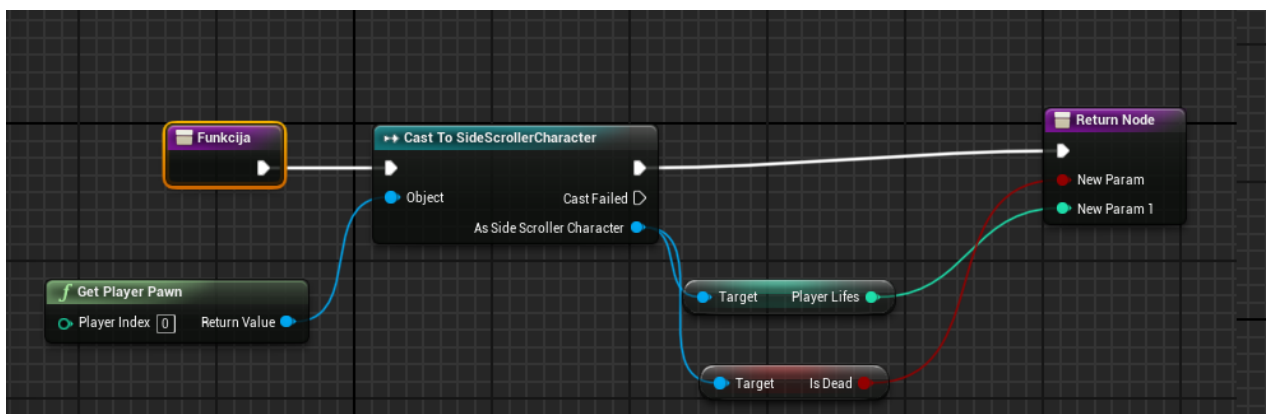 Funkcija
Cast To SideScrollerCharacter
Object
Cast Failed
As Side Scroller Character
Return Node
New Param
New Param 1
f Get Player Pawn
Player Index 0 Return Value
Target Player Lifes
Target Is Dead